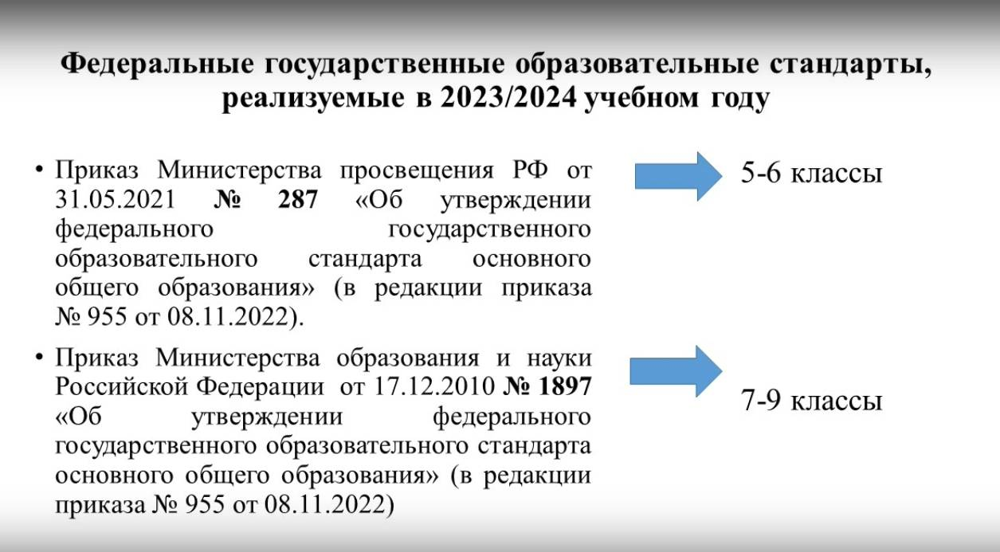 Федеральные государственные образовательные стандарты,
реализуемые в 2023/2024 учебном году
• Приказ Министерства просвещения РФ от
31.05.2021 № 287 «Об утверждении
федерального государственного
образовательного стандарта основного
общего образования» (в редакции приказа
№ 955 от 08.11.2022).
5-6 классы
• Приказ Министерства образования и науки
Российской Федерации от 17.12.2010 № 1897
«Об утверждении федерального
государственного образовательного стандарта
основного общего образования» (в редакции
приказа № 955 от 08.11.2022)
7-9 классы